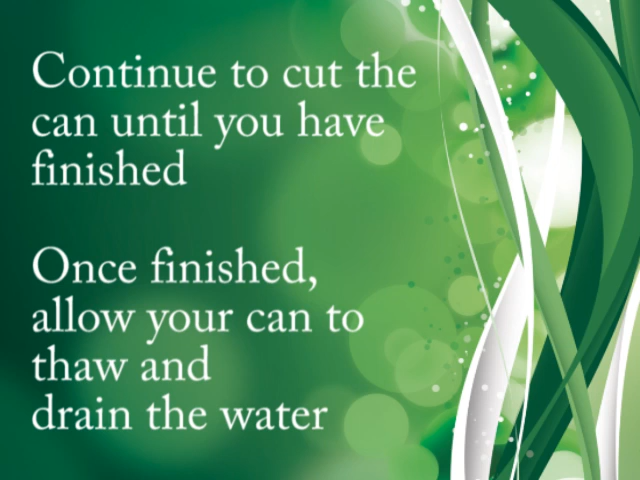 Continue to cut the
can until you have
finished
Once finished,
allow your can to
thaw and
drain the water